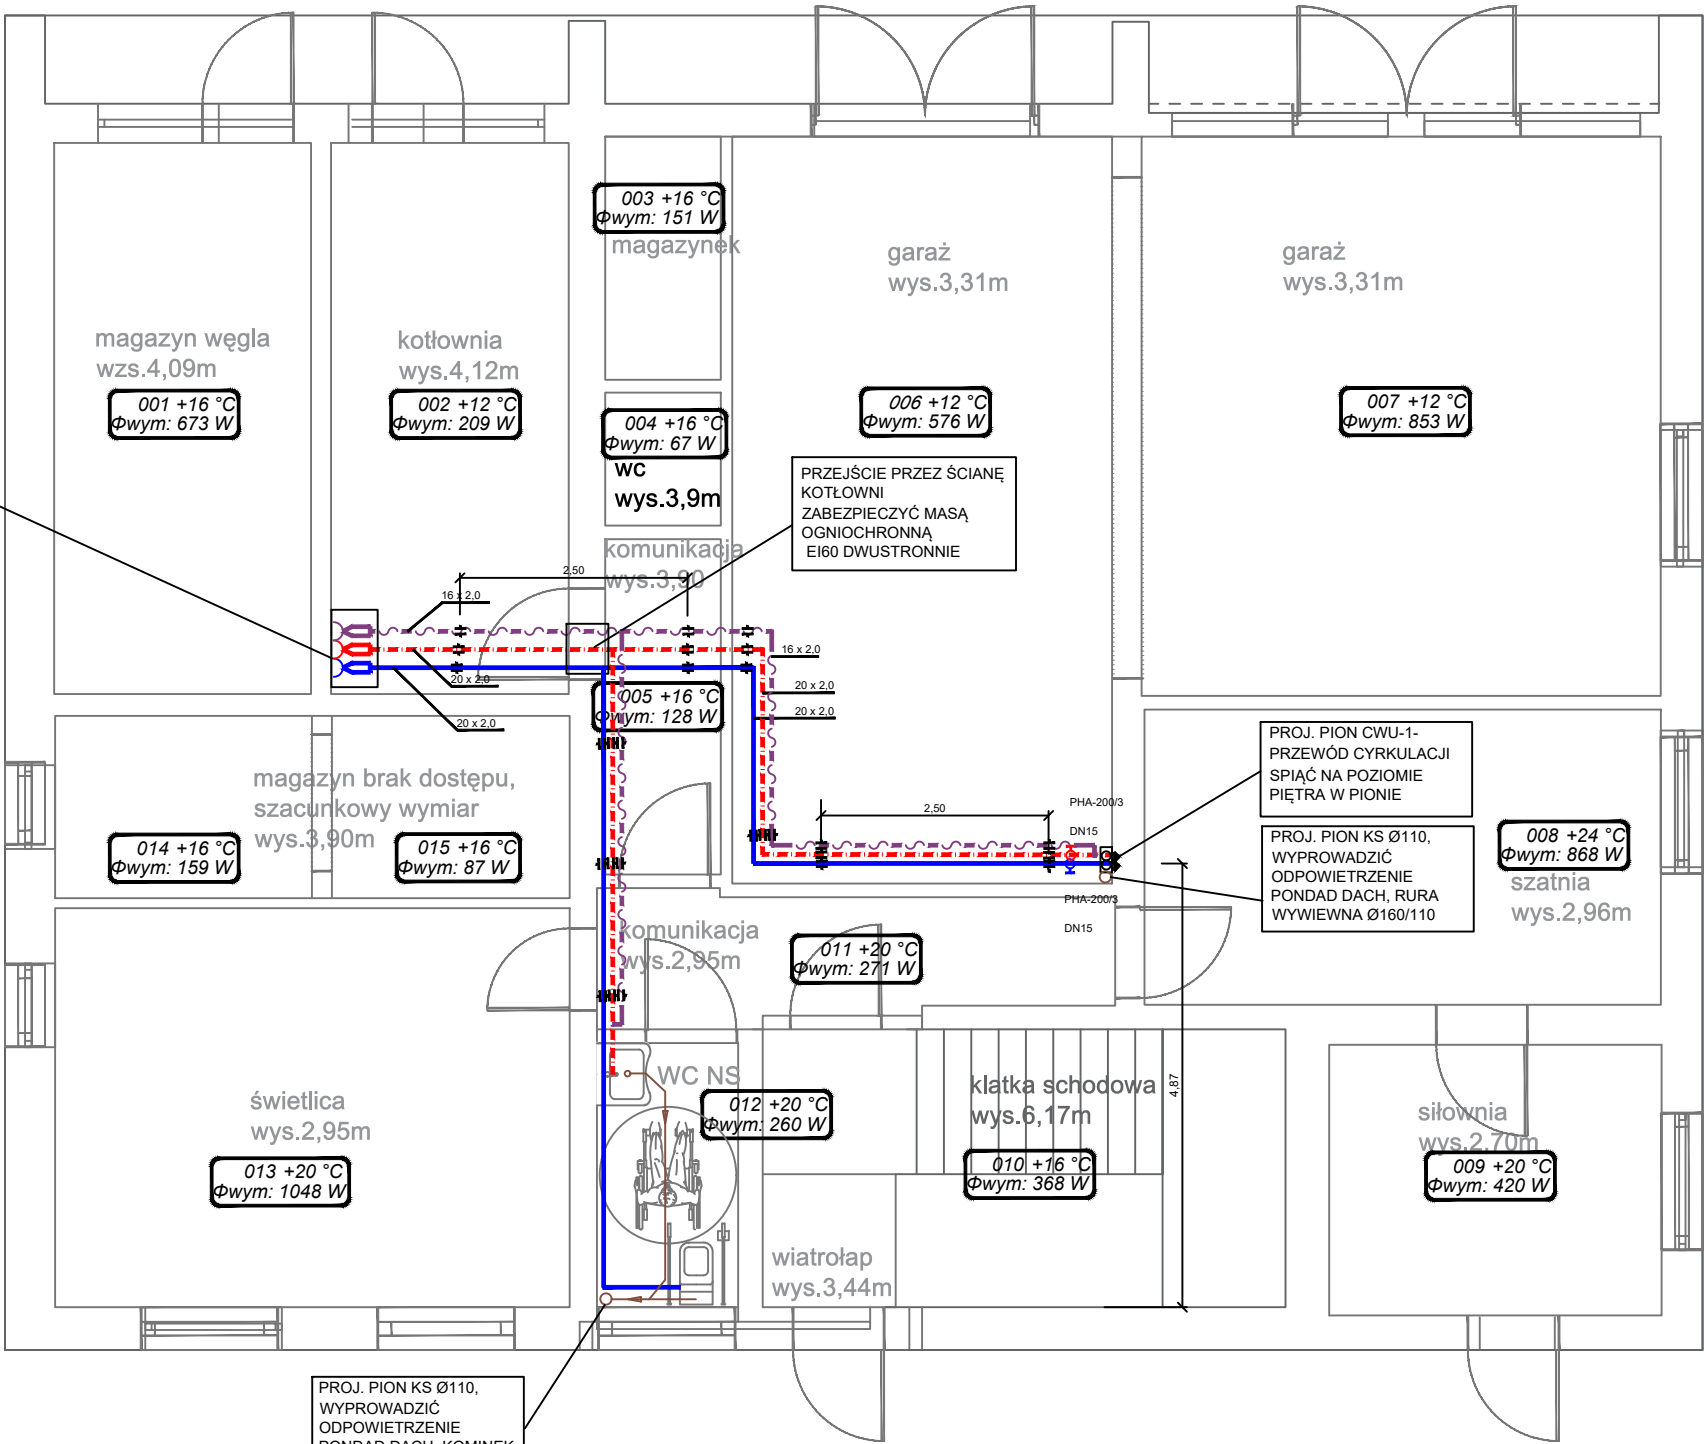 003 +16 °C
Φwym: 151 W
magazynek
garaż
wys.3,31m
garaż
wys.3,31m
magazyn węgla
wzs.4,09m
001 +16 °C
Φwym: 673 W
kotłownia
wys.4,12m
002 +12 °C
Φwym: 209 W
004 +16 °C
Φwym: 67 W
wc
wys.3,9m
006 +12 °C
Φwym: 576 W
007 +12 °C
Φwym: 853 W
PRZEJŚCIE PRZEZ ŚCIANĘ
KOTŁOWNI
ZABEZPIECZYĆ MASĄ
OGNIOCHRONNĄ
EI60 DWUSTRONNIE
komunikacja
wys.3,90
2,50
16 x 2,0
20 x 2,0
20 x 2,0
16 x 2,0
20 x 2,0
20 x 2,0
005 +16 °C
Φwym: 128 W
magazyn brak dostępu,
szacunkowy wymiar
wys.3,90m
014 +16 °C
Φwym: 159 W
015 +16 °C
Φwym: 87 W
2,50
PHA-200/3
DN15
PHA-200/3
DN15
PROJ. PION CWU-1-
PRZEWÓD CYRKULACJI
SPIĄĆ NA POZIOMIE
PIĘTRA W PIONIE
PROJ. PION KS Ø110,
WYPROWADZIĆ
ODPOWIETRZENIE
PONDAD DACH, RURA
WYWIEWNA Ø160/110
008 +24 °C
Φwym: 868 W
szatnia
wys.2,96m
komunikacja
wys.2,95m
011 +20 °C
Φwym: 271 W
WC NS
012 +20 °C
Φwym: 260 W
klatka schodowa
wys.6,17m
010 +16 °C
Φwym: 368 W
4,87
siłownia
wys.2,70m
009 +20 °C
Φwym: 420 W
świetlica
wys.2,95m
013 +20 °C
Φwym: 1048 W
wiatrołap
wys.3,44m
PROJ. PION KS Ø110,
WYPROWADZIĆ
ODPOWIETRZENIE
PONDAD DACH, KOMINEK